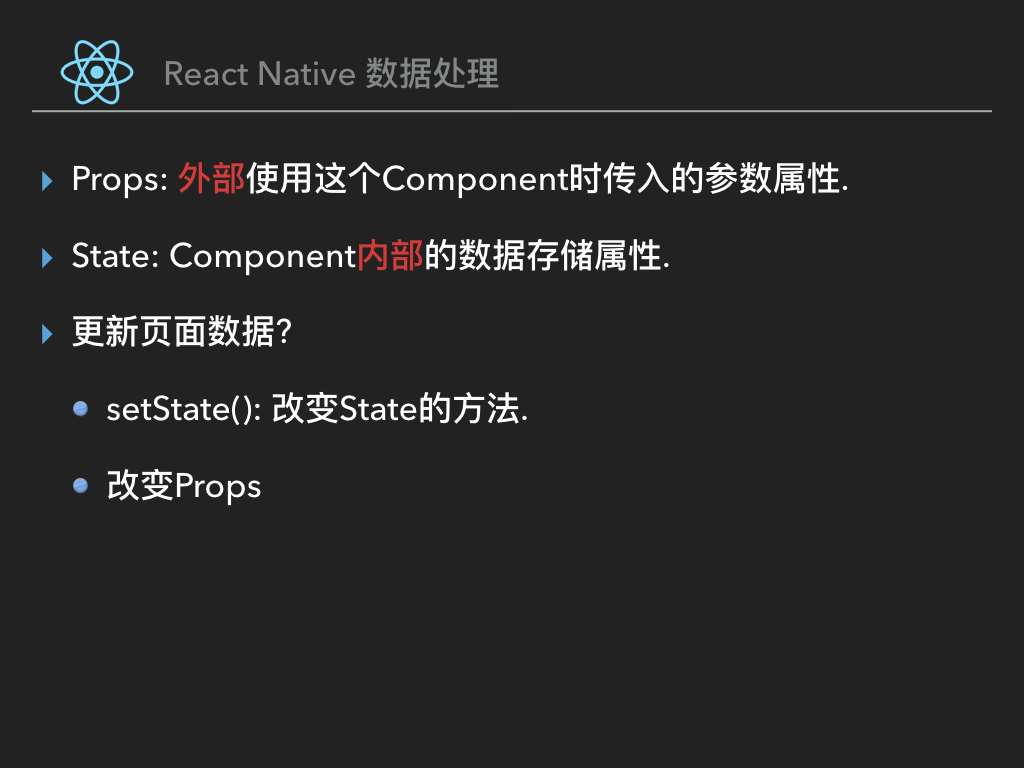 React Native 数据处理
Props: 外部使用这个Component时传入的参数属性.
State: Component内部的数据存储属性.
更新页面数据?
setState(): 改变State的方法.
改变Props